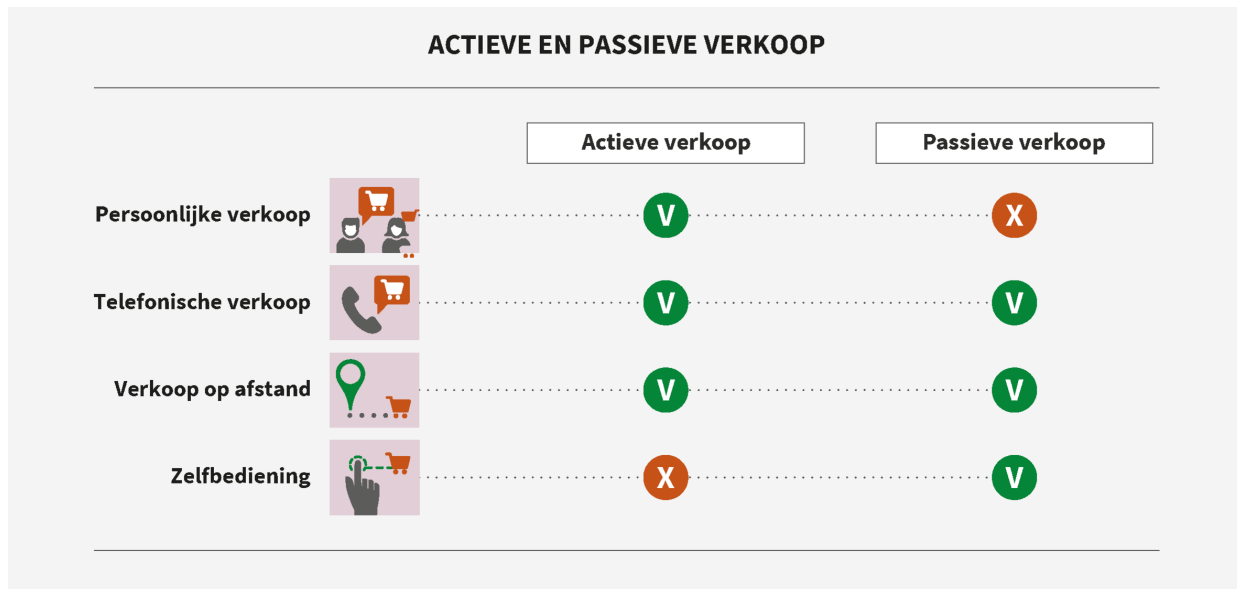 ACTIEVE EN PASSIEVE VERKOOP
Actieve verkoop
Passieve verkoop
Persoonlijke verkoop
V
X
Telefonische verkoop
V
V
Verkoop op afstand
V
V
Zelfbediening
X
V